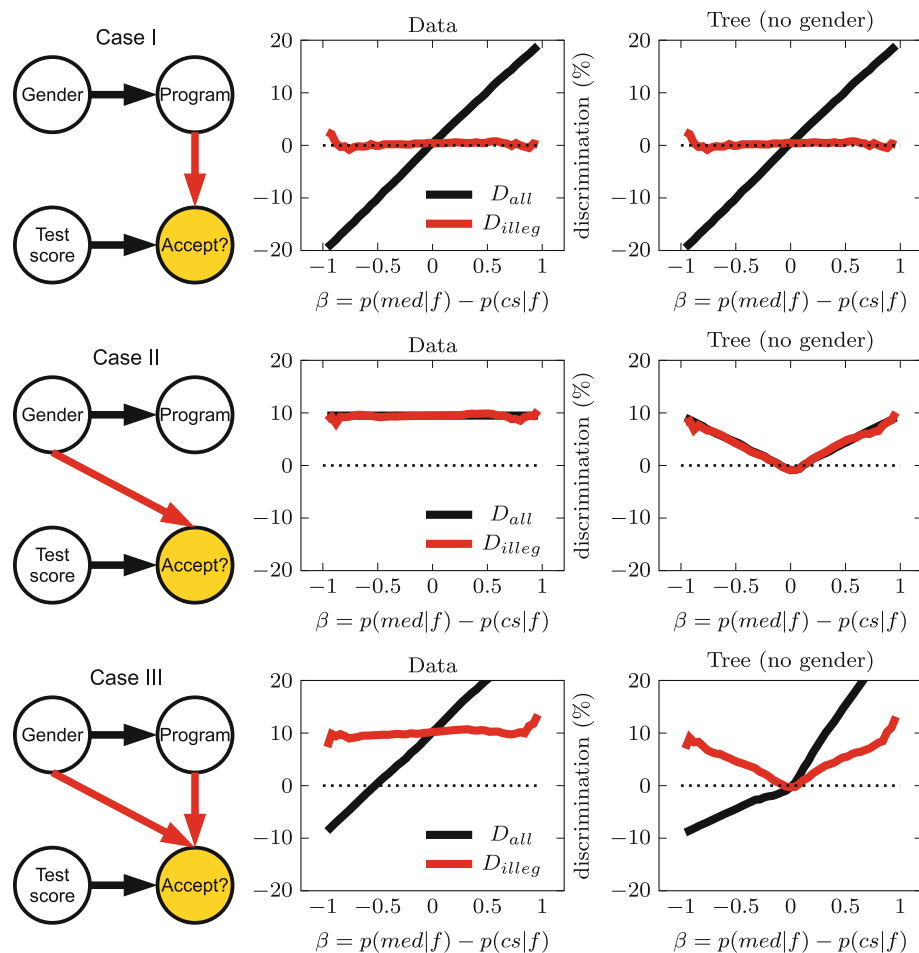 Case I
Gender
Program
Test
score
Accept?
Data
20
10
0
−10
−20
D_all
D_illeg
−1 −0.5 0 0.5 1
β = p(med|f) − p(cs|f)
Tree (no gender)
discrimination (%)
20
10
0
−10
−20
−1 −0.5 0 0.5 1
β = p(med|f) − p(cs|f)
Case II
Gender
Program
Test
score
Accept?
Data
20
10
0
−10
−20
D_all
D_illeg
−1 −0.5 0 0.5 1
β = p(med|f) − p(cs|f)
Tree (no gender)
discrimination (%)
20
10
0
−10
−20
−1 −0.5 0 0.5 1
β = p(med|f) − p(cs|f)
Case III
Gender
Program
Test
score
Accept?
Data
20
10
0
−10
−20
D_all
D_illeg
−1 −0.5 0 0.5 1
β = p(med|f) − p(cs|f)
Tree (no gender)
discrimination (%)
20
10
0
−10
−20
−1 −0.5 0 0.5 1
β = p(med|f) − p(cs|f)